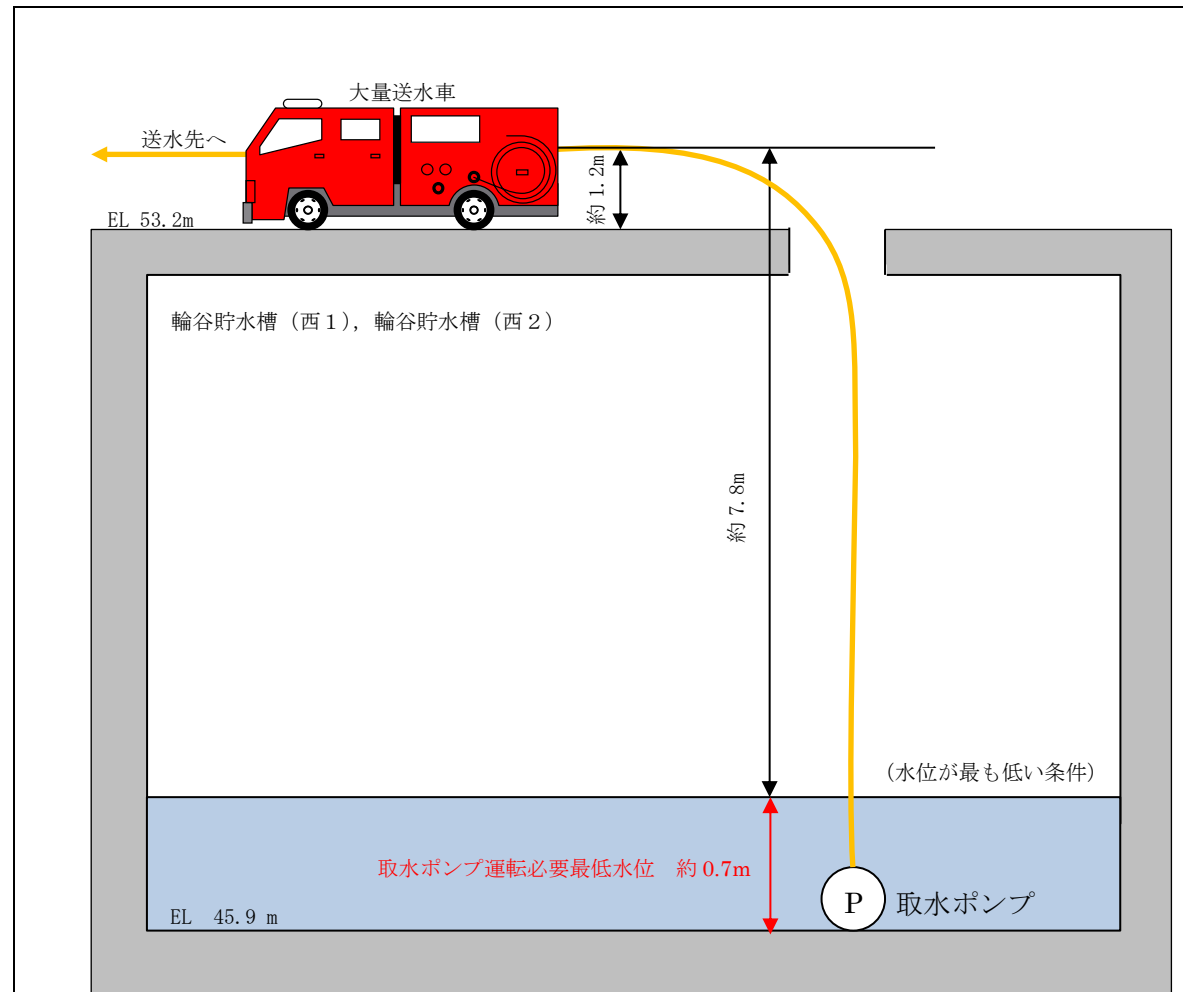 大量送水車
送水先へ
約 1.2m
EL 53.2m
輪谷貯水槽（西１），輪谷貯水槽（西２）
約 7.8m
（水位が最も低い条件）
取水ポンプ運転必要最低水位　約 0.7m
P 取水ポンプ
EL 45.9 m